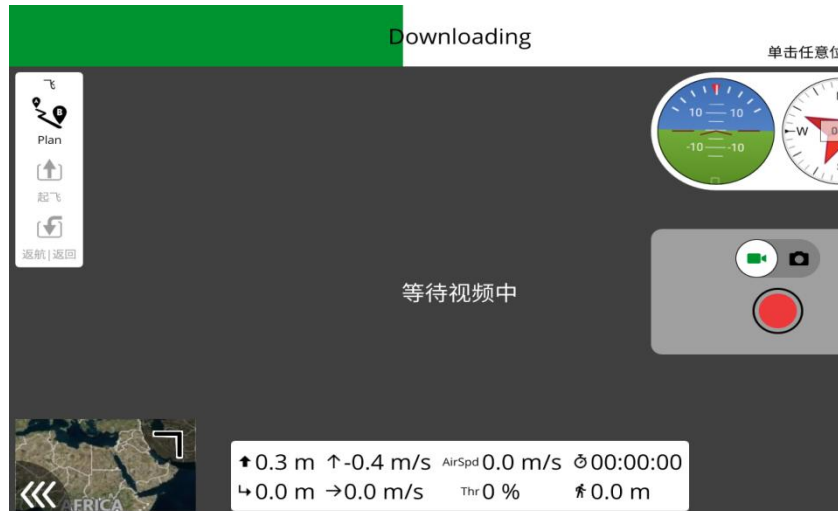 Downloading
单击任意位
飞
Plan
起飞
返航|返回
10 10
-10 -10
W
等待视频中
0.3 m -0.4 m/s AirSpd 0.0 m/s 00:00:00
0.0 m 0.0 m/s Thr 0 % 0.0 m
AFRICA